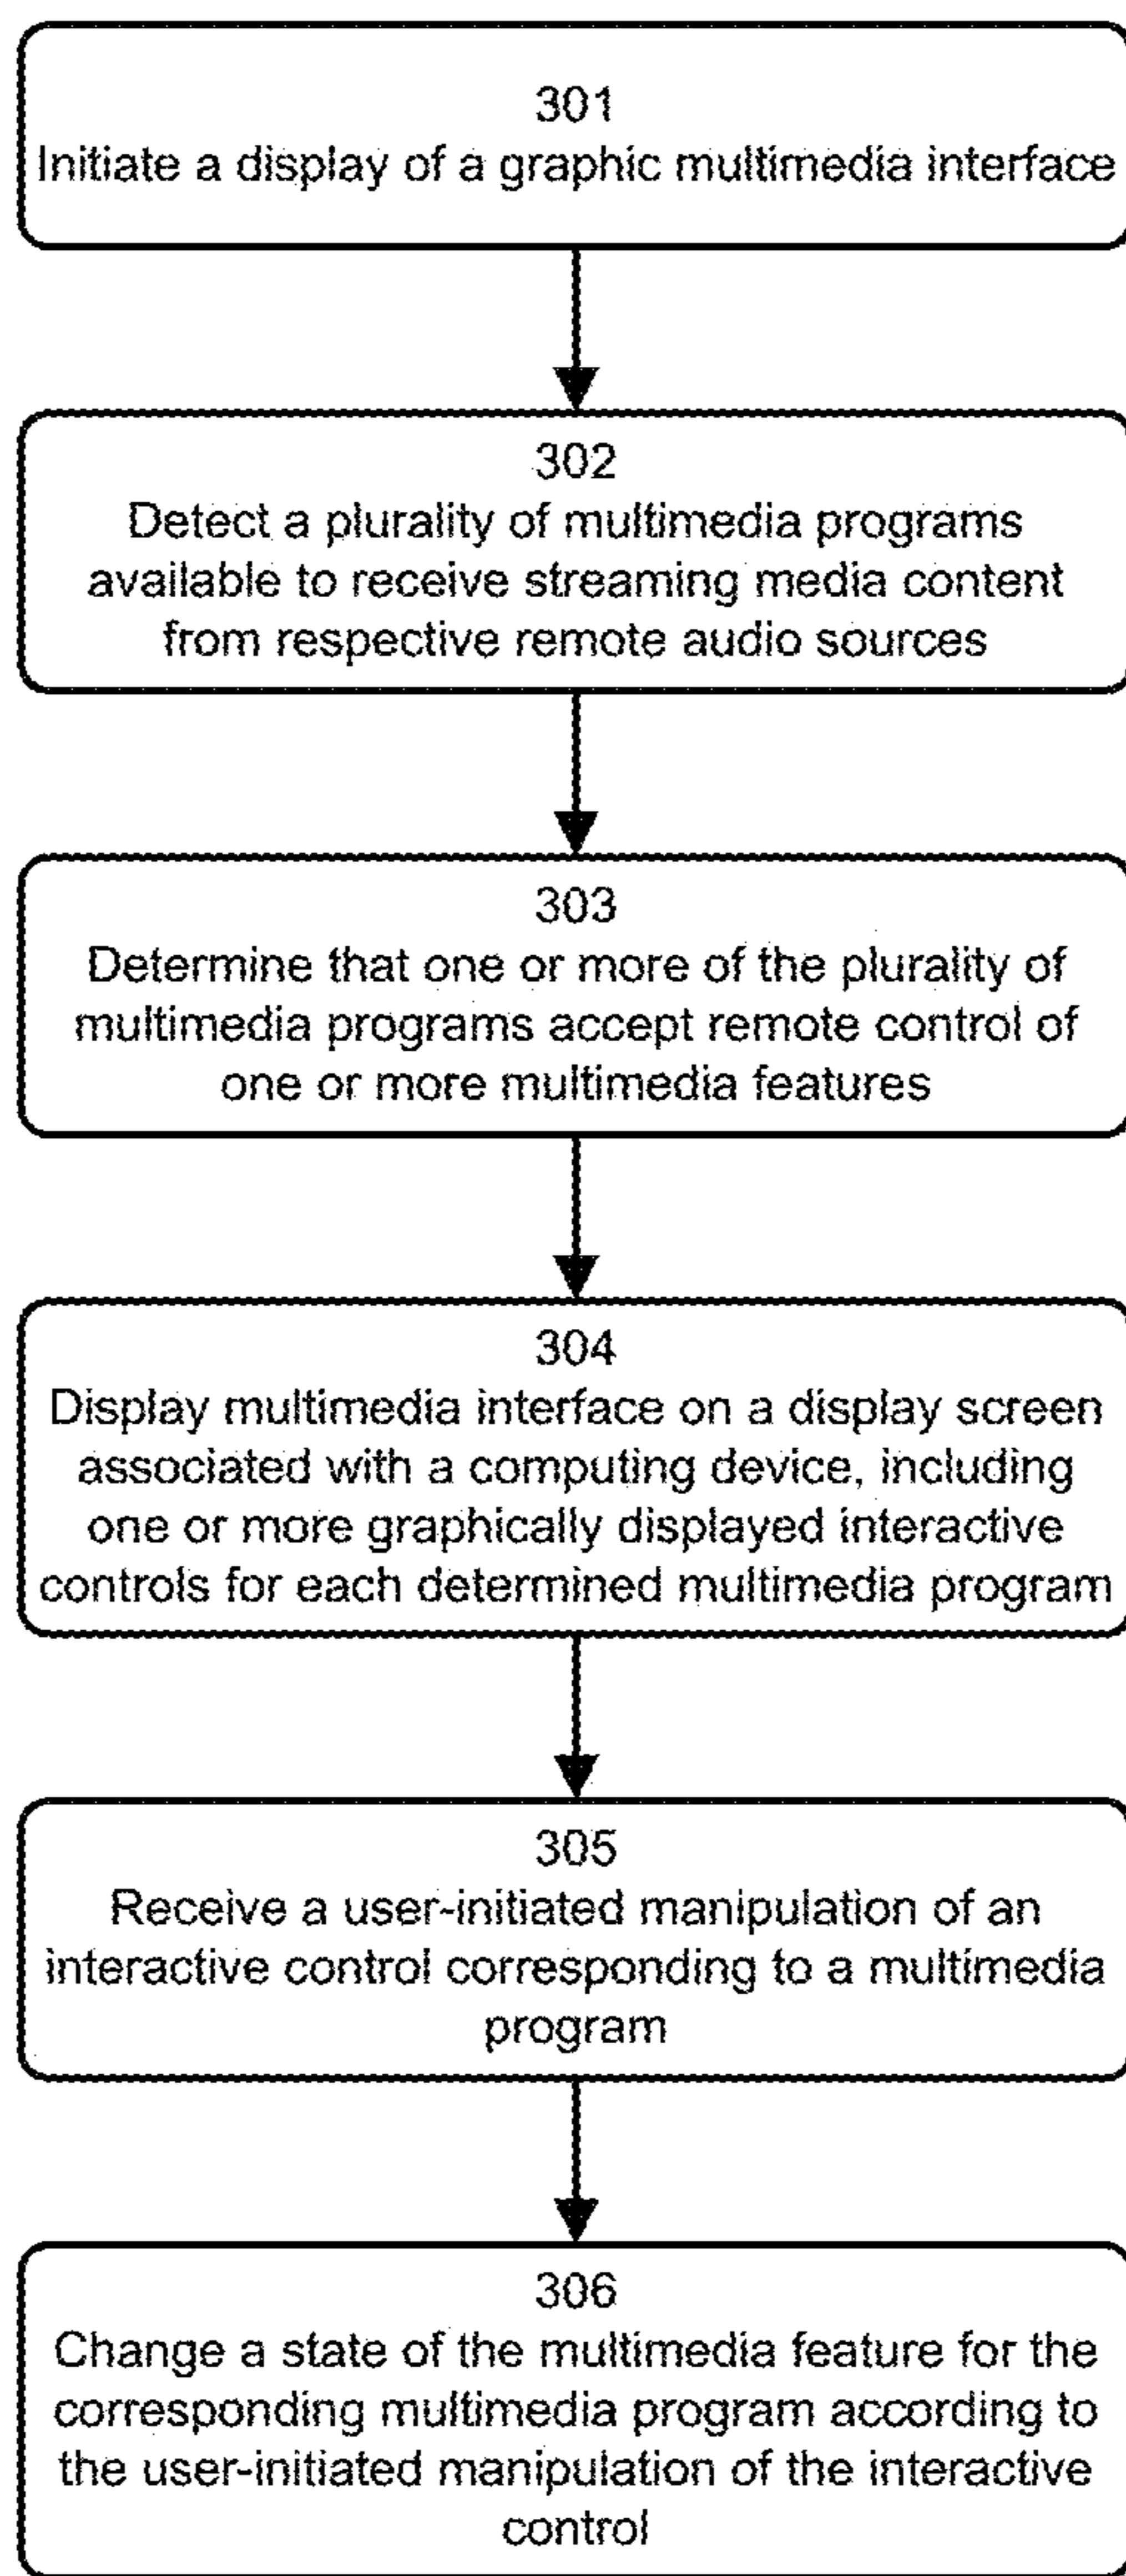 301
Initiate a display of a graphic multimedia interface
302
Detect a plurality of multimedia programs
available to receive streaming media content
from respective remote audio sources
303
Determine that one or more of the plurality of
multimedia programs accept remote control of
one or more multimedia features
304
Display multimedia interface on a display screen
associated with a computing device, including
one or more graphically displayed interactive
controls for each determined multimedia program
305
Receive a user-initiated manipulation of an
interactive control corresponding to a multimedia
program
306
Change a state of the multimedia feature for the
corresponding multimedia program according to
the user-initiated manipulation of the interactive
control